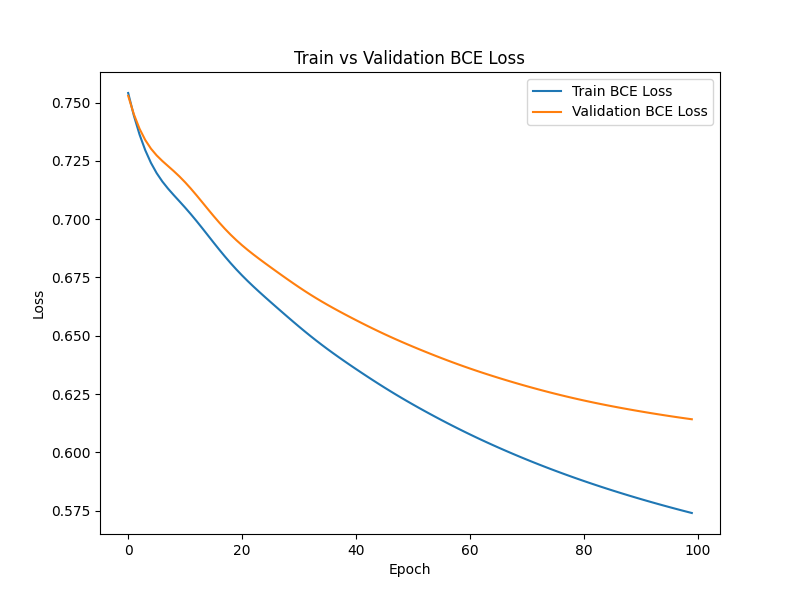 Train vs Validation BCE Loss
Train BCE Loss
Validation BCE Loss
0.750
0.725
0.700
0.675
0.650
0.625
0.600
0.575
Loss
0 20 40 60 80 100
Epoch